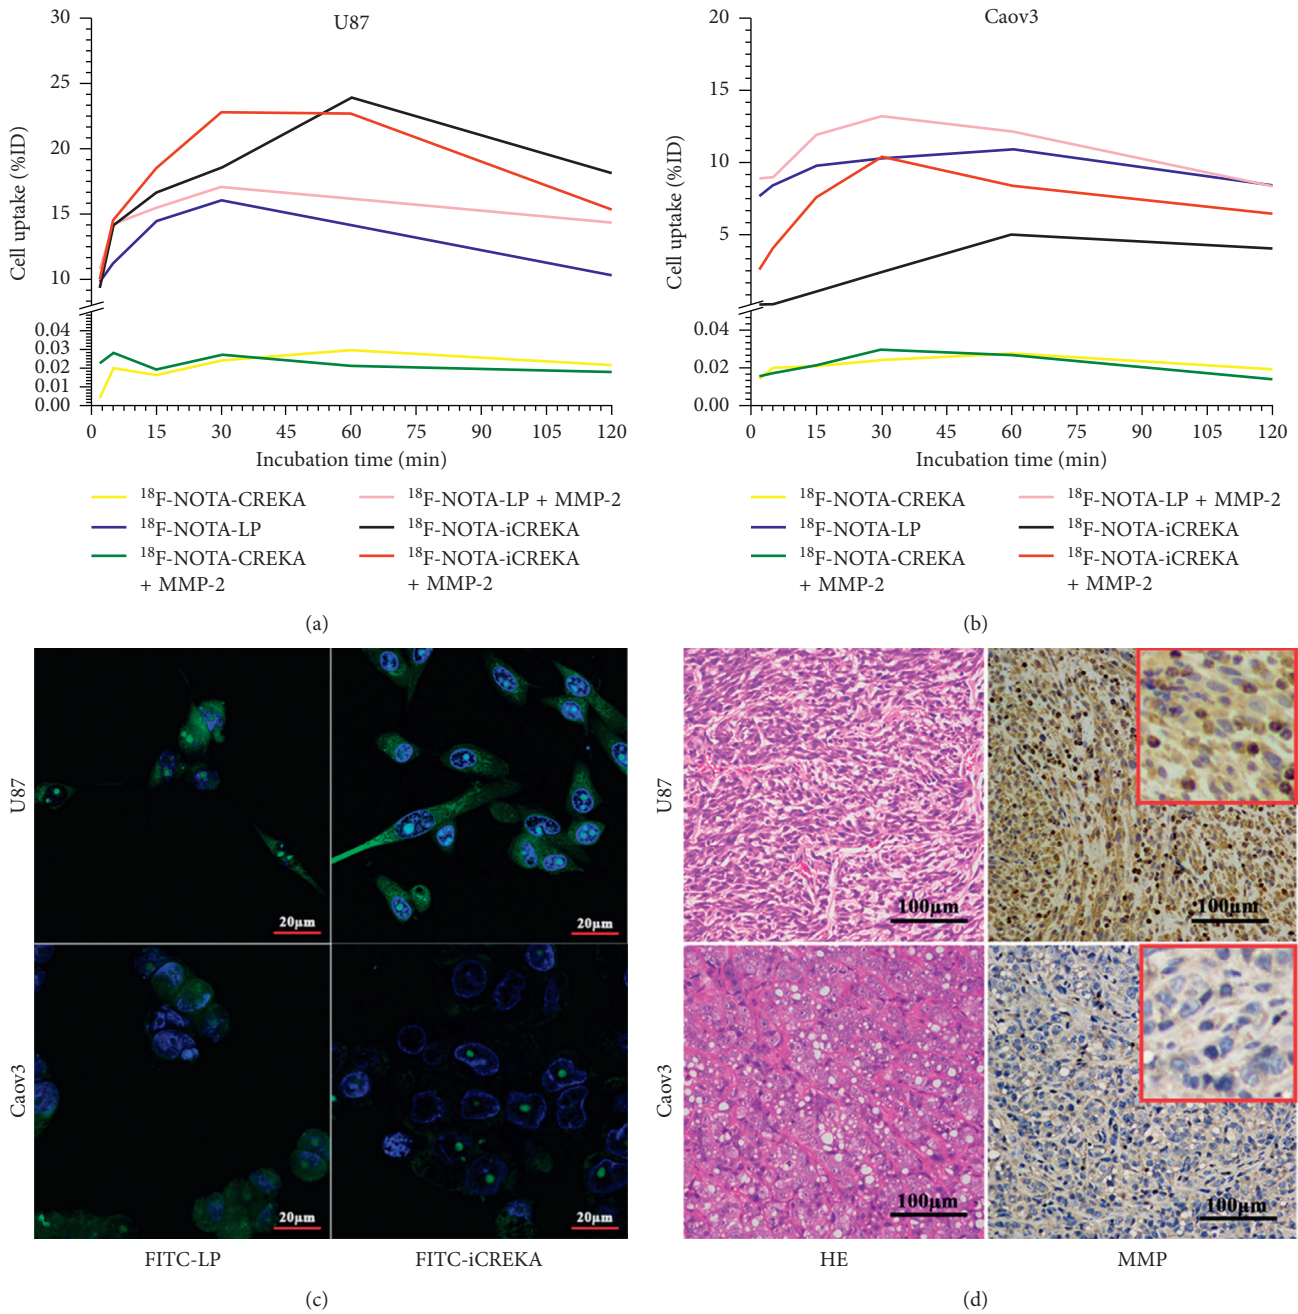 U87
30
25
20
15
10
0.04
0.03
0.02
0.01
0.00
Cell uptake (%ID)
0 15 30 45 60 75 90 105 120
Incubation time (min)
¹⁸F-NOTA-CREKA
¹⁸F-NOTA-LP
¹⁸F-NOTA-CREKA
+ MMP-2
¹⁸F-NOTA-LP + MMP-2
¹⁸F-NOTA-iCREKA
¹⁸F-NOTA-iCREKA
+ MMP-2
(a)
Caov3
20
15
10
5
0.04
0.02
0.00
Cell uptake (%ID)
0 15 30 45 60 75 90 105 120
Incubation time (min)
¹⁸F-NOTA-CREKA
¹⁸F-NOTA-LP
¹⁸F-NOTA-CREKA
+ MMP-2
¹⁸F-NOTA-LP + MMP-2
¹⁸F-NOTA-iCREKA
¹⁸F-NOTA-iCREKA
+ MMP-2
(b)
U87
20µm
20µm
Caov3
20µm
20µm
FITC-LP
FITC-iCREKA
(c)
U87
100µm
100µm
Caov3
100µm
100µm
HE
MMP
(d)